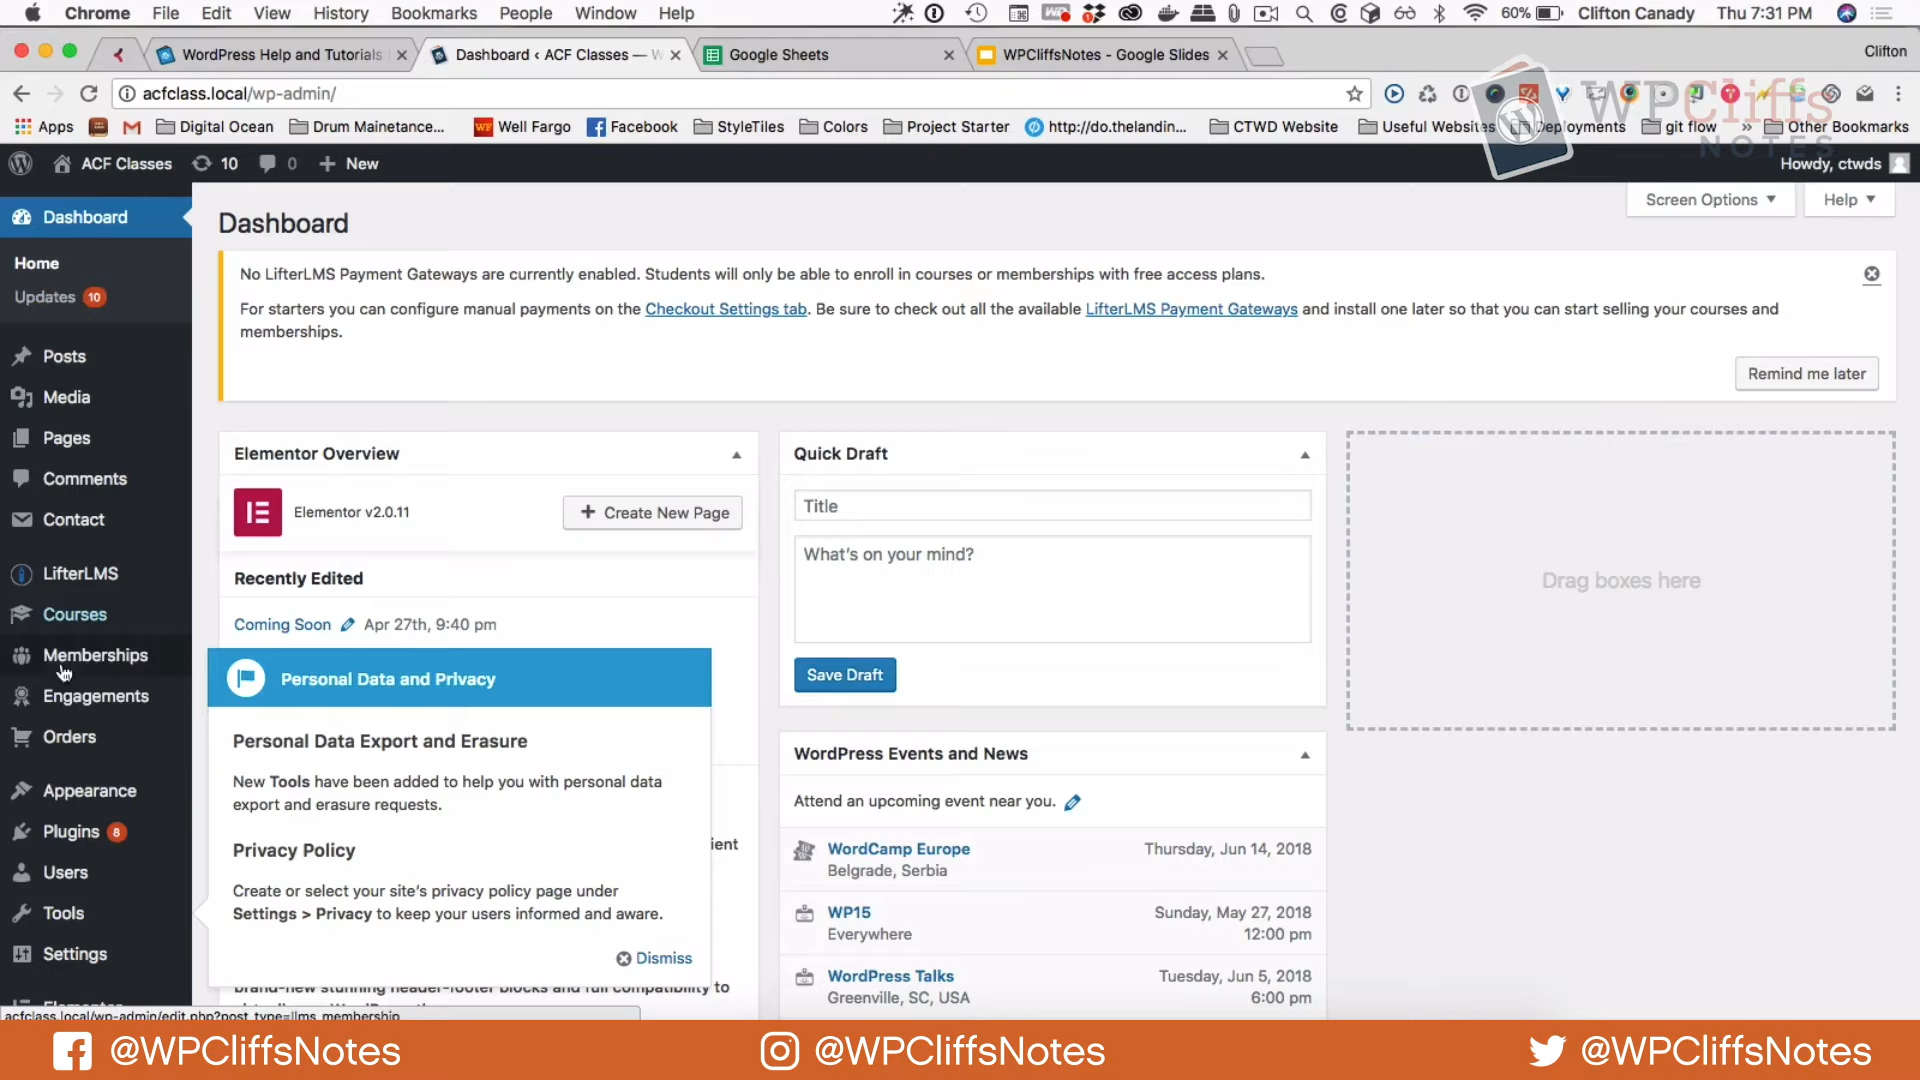 Chrome File Edit View History Bookmarks People Window Help 60% Clifton Canady Thu 7:31 PM
WordPress Help and Tutorials Dashboard ‹ ACF Classes — W Google Sheets WPCliffsNotes - Google Slides Clifton
acfclass.local/wp-admin/
Apps Digital Ocean Drum Mainetance... Well Fargo Facebook StyleTiles Colors Project Starter http://do.thelandin... CTWD Website Useful Websites Deployments git flow » Other Bookmarks
WPCliffs
NOTES
ACF Classes 10 0 New Howdy, ctwds
Screen Options Help
Dashboard
Home
Updates 10
Posts
Media
Pages
Comments
Contact
LifterLMS
Courses
Memberships
Engagements
Orders
Appearance
Plugins 8
Users
Tools
Settings
Dashboard
No LifterLMS Payment Gateways are currently enabled. Students will only be able to enroll in courses or memberships with free access plans.
For starters you can configure manual payments on the Checkout Settings tab. Be sure to check out all the available LifterLMS Payment Gateways and install one later so that you can start selling your courses and
memberships.
Remind me later
Elementor Overview
Elementor v2.0.11
Create New Page
Recently Edited
Coming Soon Apr 27th, 9:40 pm
Personal Data and Privacy
Personal Data Export and Erasure
New Tools have been added to help you with personal data
export and erasure requests.
Privacy Policy
Create or select your site's privacy policy page under
Settings > Privacy to keep your users informed and aware.
Dismiss
brand-new stunning header-footer blocks and full compatibility to
Quick Draft
Title
What's on your mind?
Save Draft
WordPress Events and News
Attend an upcoming event near you.
WordCamp Europe Thursday, Jun 14, 2018
Belgrade, Serbia
WP15 Sunday, May 27, 2018
Everywhere 12:00 pm
WordPress Talks Tuesday, Jun 5, 2018
Greenville, SC, USA 6:00 pm
Drag boxes here
acfclass.local/wp-admin/edit.php?post_type=llms_membership
@WPCliffsNotes @WPCliffsNotes @WPCliffsNotes